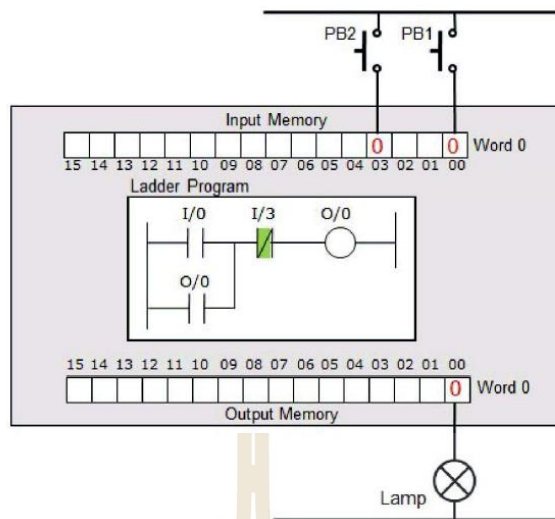 PB2 PB1
Input Memory
0 0 Word 0
15 14 13 12 11 10 09 08 07 06 05 04 03 02 01 00
Ladder Program
I/0 I/3 O/0
O/0
15 14 13 12 11 10 09 08 07 06 05 04 03 02 01 00
0 Word 0
Output Memory
Lamp